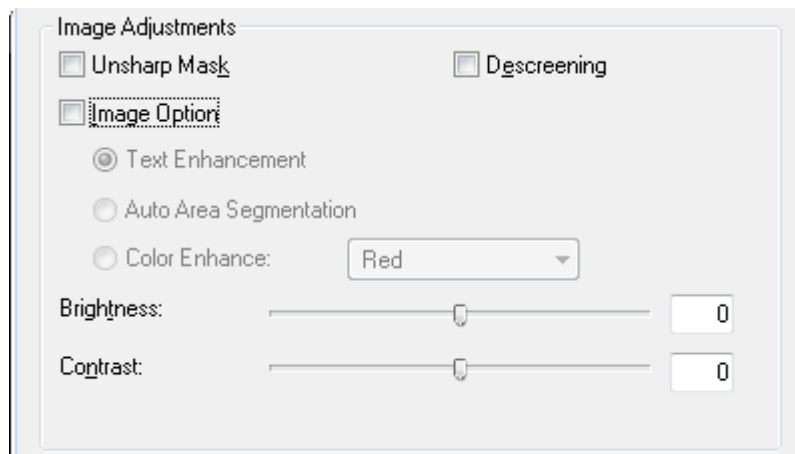 Image Adjustments
Unsharp Mask Descreening
Image Option
Text Enhancement
Auto Area Segmentation
Color Enhance: Red
Brightness: 0
Contrast: 0